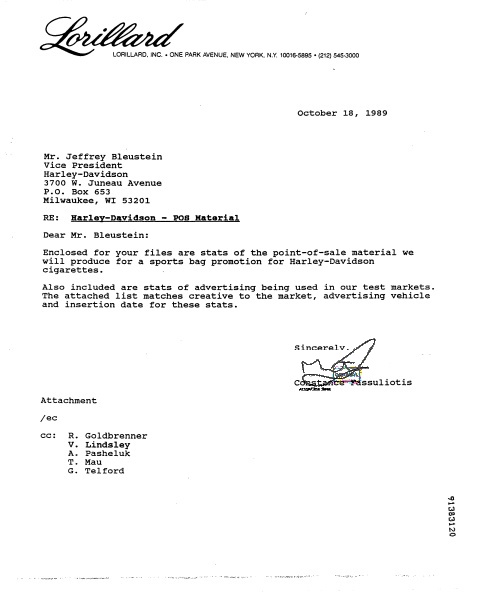 Lorillard
LORILLARD, INC. • ONE PARK AVENUE, NEW YORK, N.Y. 10016-5895 • (212) 545-3000
October 18, 1989
Mr. Jeffrey Bleustein
Vice President
Harley-Davidson
3700 W. Juneau Avenue
P.O. Box 653
Milwaukee, WI 53201
RE: Harley-Davidson - POS Material
Dear Mr. Bleustein:
Enclosed for your files are stats of the point-of-sale material we
will produce for a sports bag promotion for Harley-Davidson
cigarettes.
Also included are stats of advertising being used in our test markets.
The attached list matches creative to the market, advertising vehicle
and insertion date for these stats.
Sincerely,
Constance Fassuliotis
Attachment
/ec
cc: R. Goldbrenner
V. Lindsley
A. Pasheluk
T. Mau
G. Telford
91383120